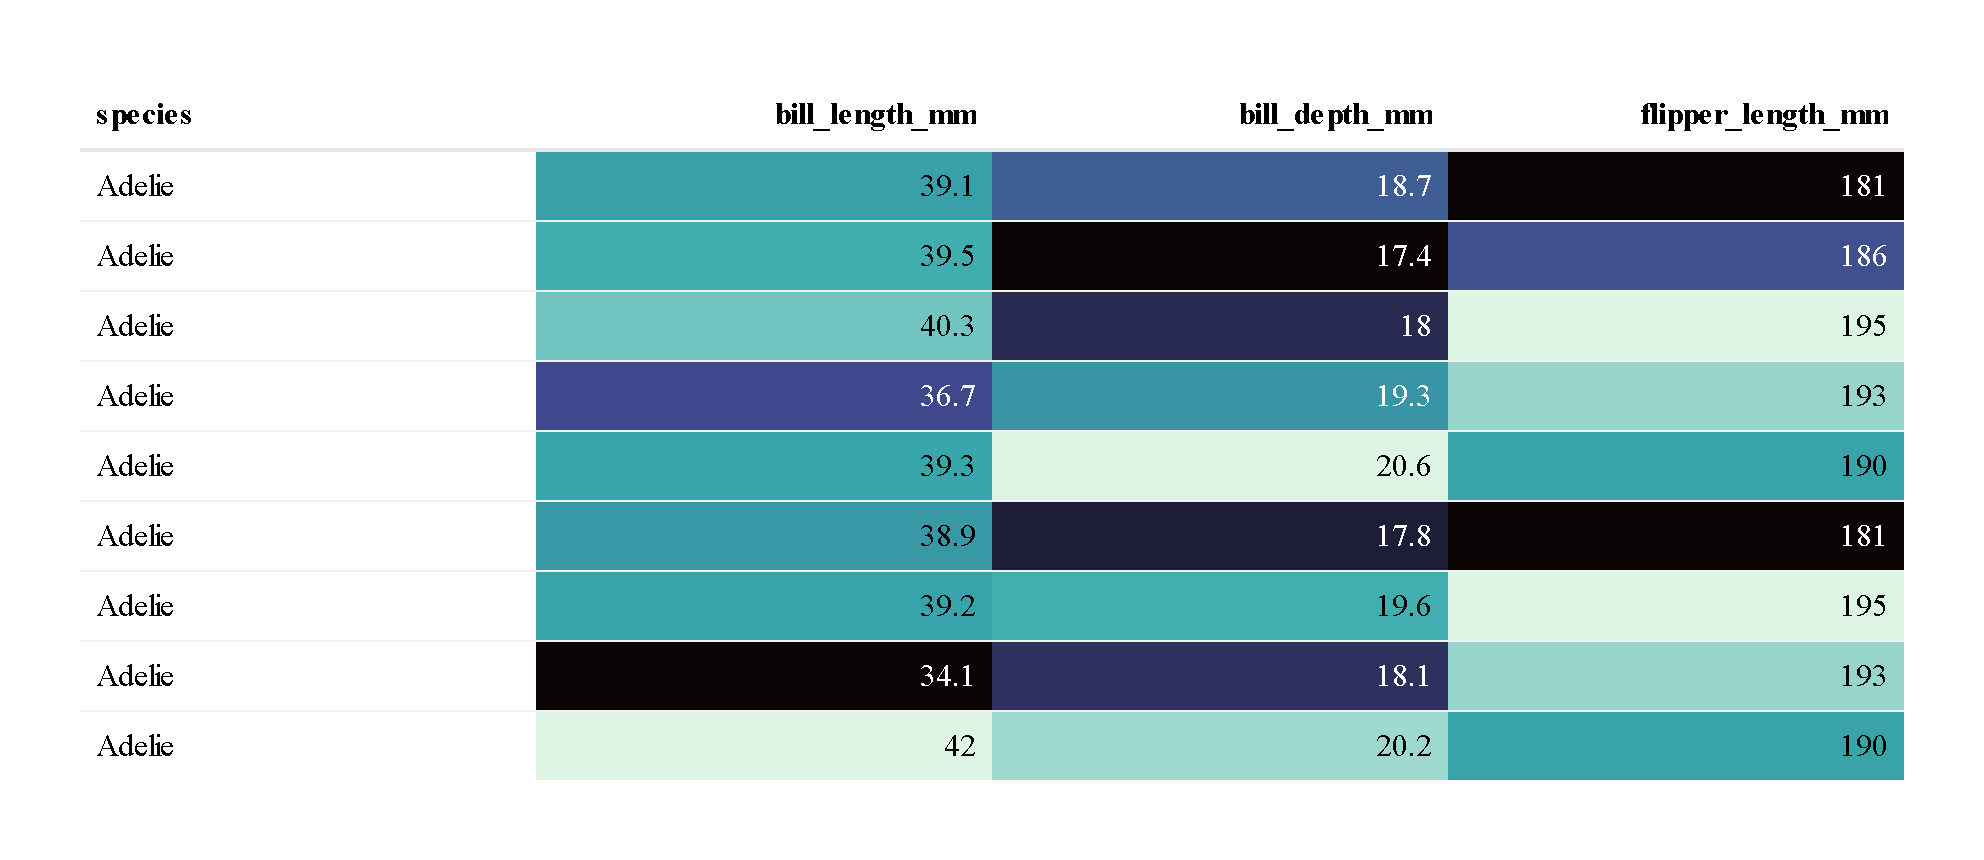 species bill_length_mm bill_depth_mm flipper_length_mm
Adelie 39.1 18.7 181
Adelie 39.5 17.4 186
Adelie 40.3 18 195
Adelie 36.7 19.3 193
Adelie 39.3 20.6 190
Adelie 38.9 17.8 181
Adelie 39.2 19.6 195
Adelie 34.1 18.1 193
Adelie 42 20.2 190